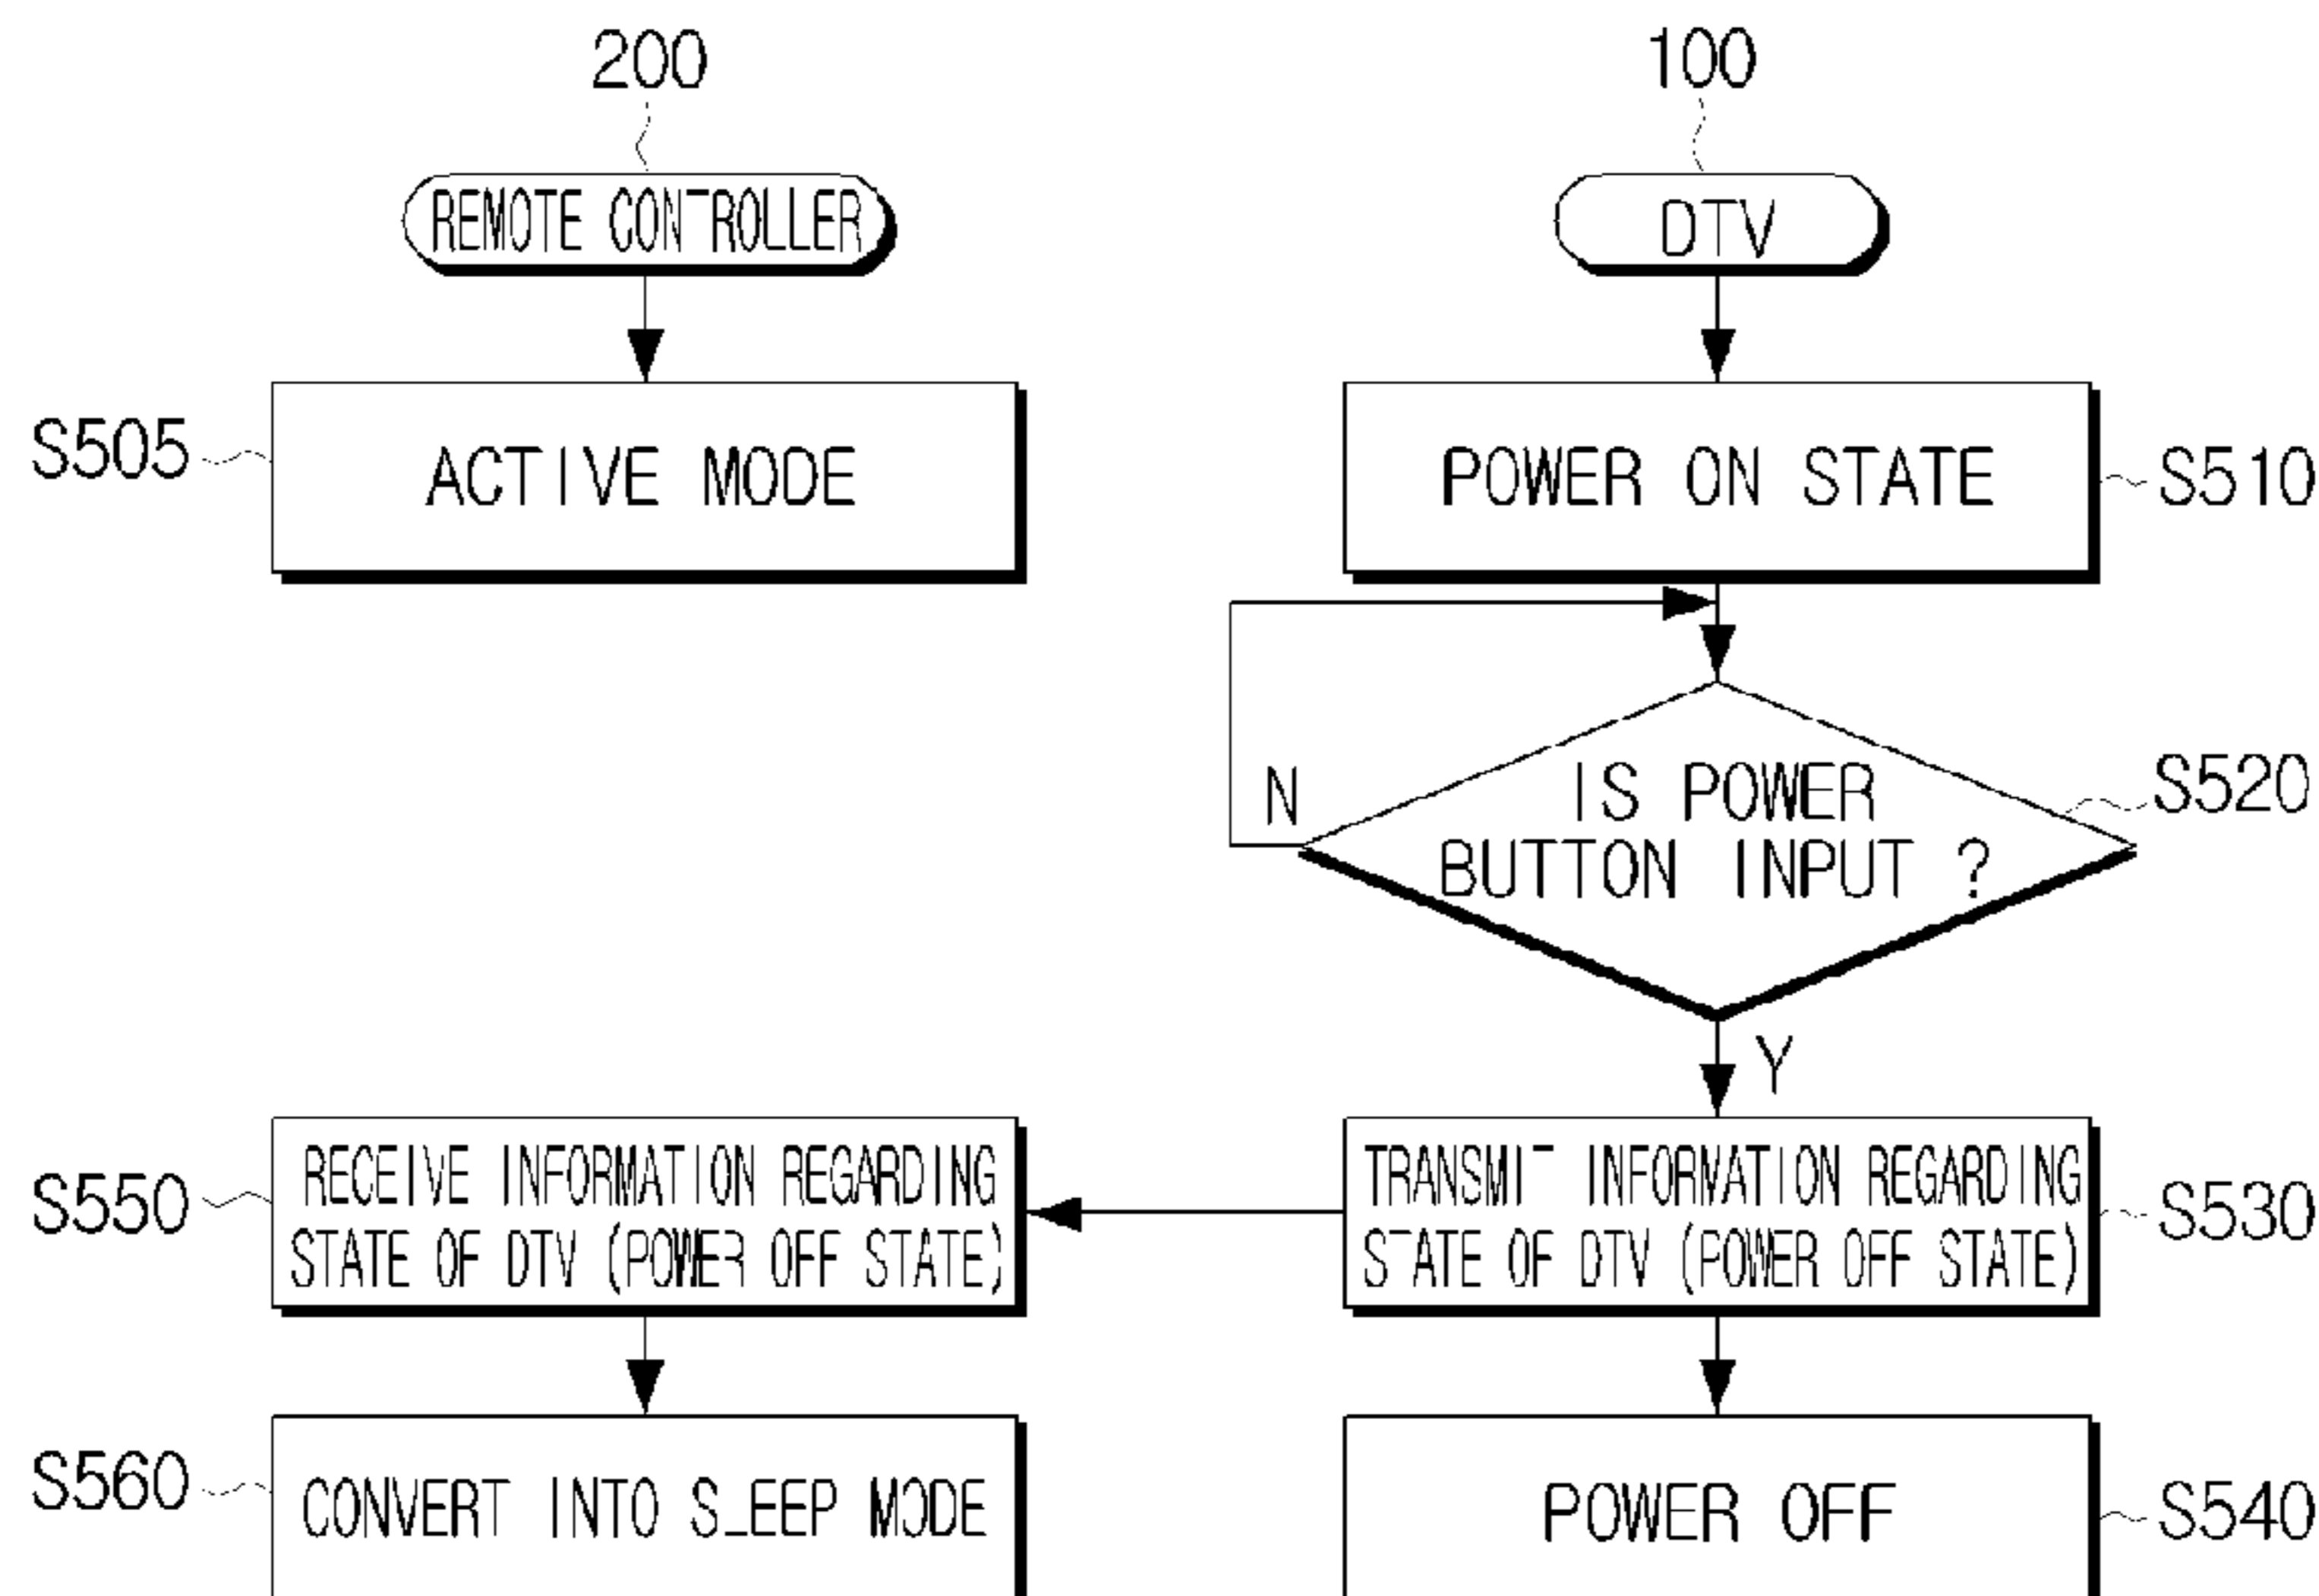 200
100
REMOTE CONTROLLER
DTV
S505
ACTIVE MODE
POWER ON STATE
S510
N
IS POWER
BUTTON INPUT ?
S520
Y
S550
RECEIVE INFORMATION REGARDING
STATE OF DTV (POWER OFF STATE)
TRANSMIT INFORMATION REGARDING
STATE OF DTV (POWER OFF STATE)
S530
S560
CONVERT INTO SLEEP MODE
POWER OFF
S540